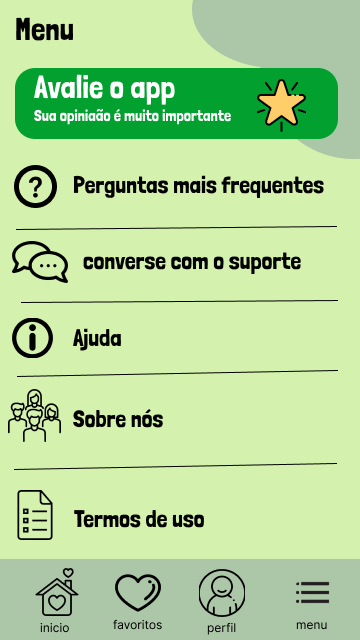 Menu
Avalie o app
Sua opiniaão é muito importante
Perguntas mais frequentes
converse com o suporte
Ajuda
Sobre nós
Termos de uso
inicio
favoritos
perfil
menu